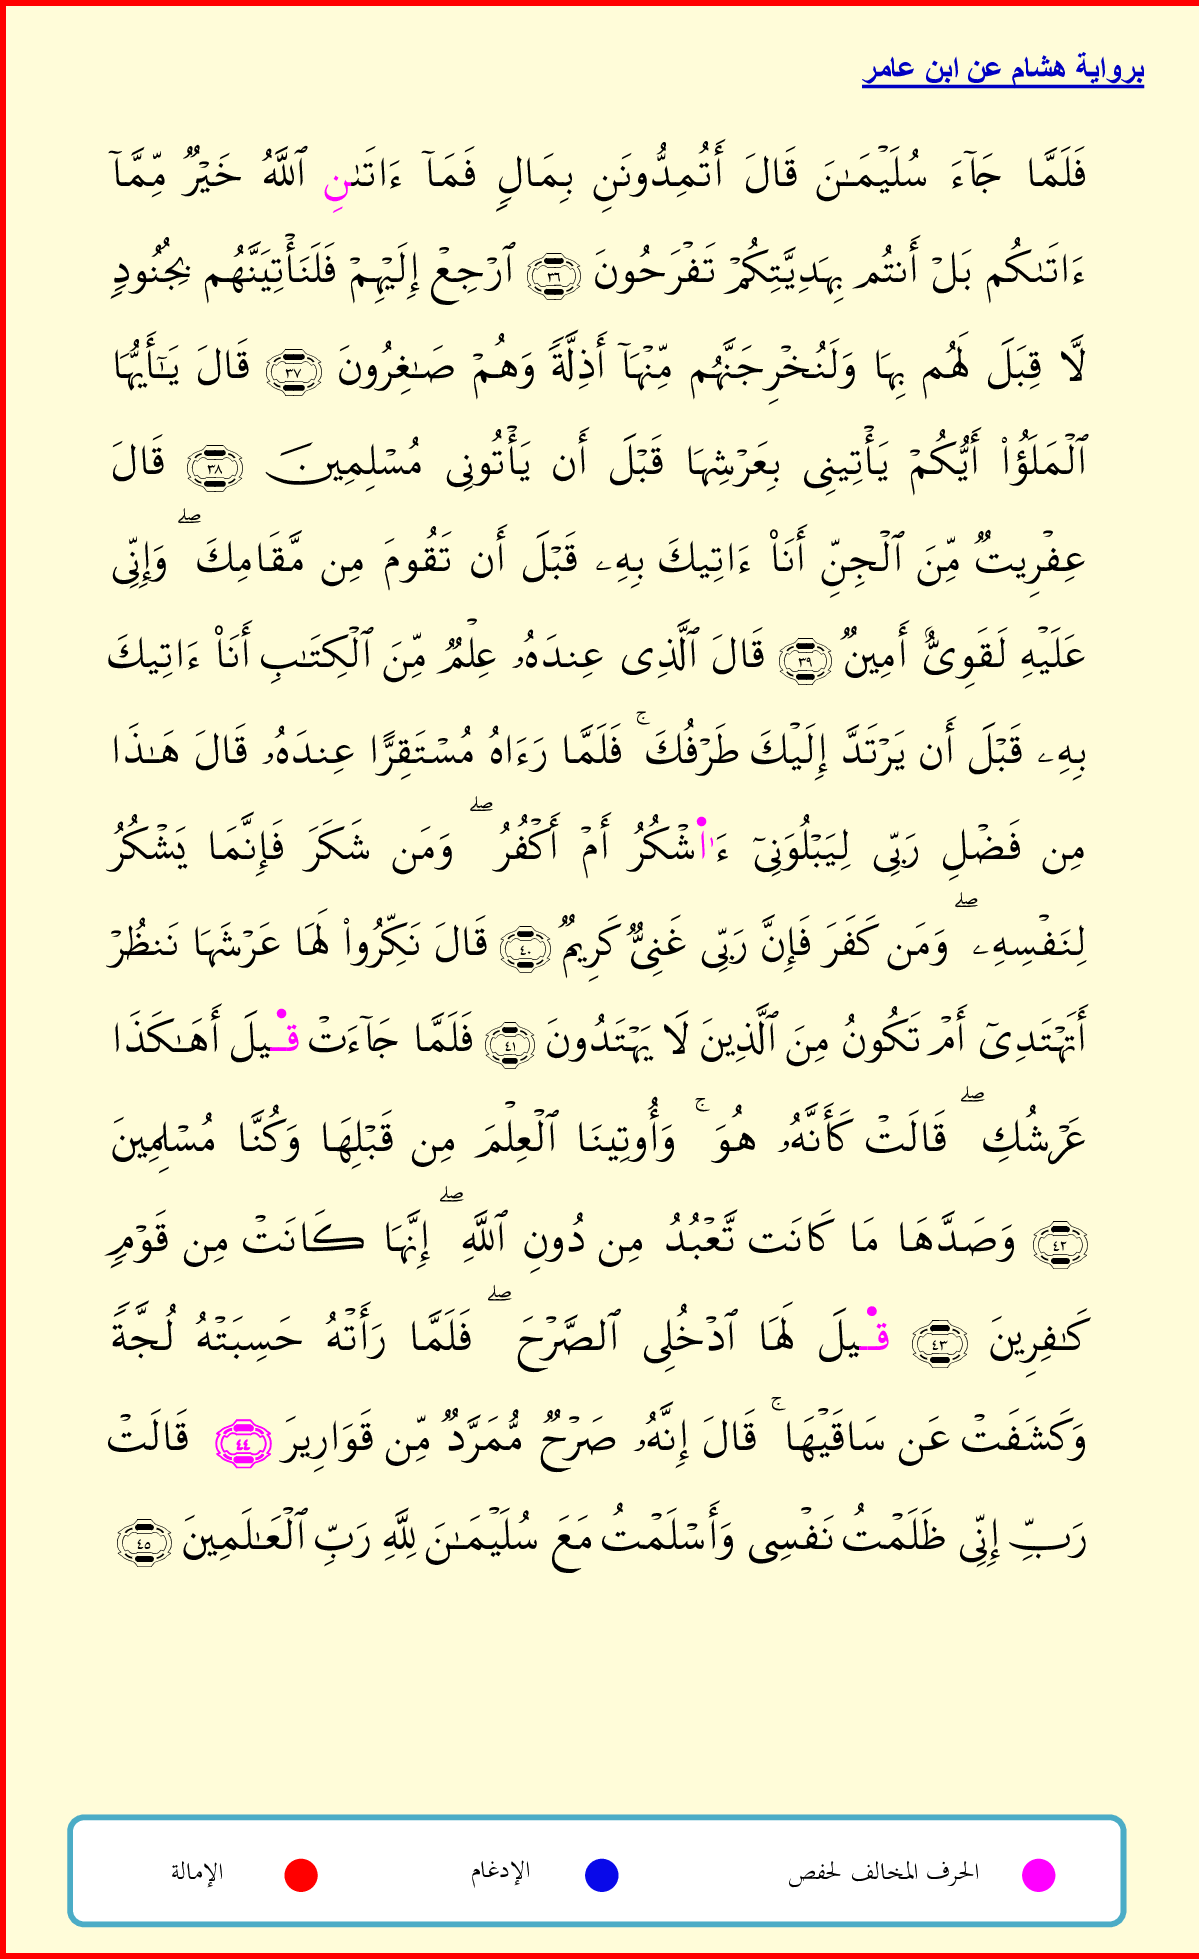 برواية هشام عن ابن عامر
فَلَمَّا جَآءَ سُلَيْمَـٰنَ قَالَ أَتُمِدُّونَنِ بِمَالٍ فَمَآ ءَاتَىٰنِ ٱللَّهُ خَيْرٌ مِّمَّآ
ءَاتَىٰكُم بَلْ أَنتُم بِهَدِيَّتِكُمْ تَفْرَحُونَ ٣٦ ٱرْجِعْ إِلَيْهِمْ فَلَنَأْتِيَنَّهُم بِجُنُودٍ
لَّا قِبَلَ لَهُم بِهَا وَلَنُخْرِجَنَّهُم مِّنْهَآ أَذِلَّةً وَهُمْ صَـٰغِرُونَ ٣٧ قَالَ يَـٰٓأَيُّهَا
ٱلْمَلَؤُا۟ أَيُّكُمْ يَأْتِينِى بِعَرْشِهَا قَبْلَ أَن يَأْتُونِى مُسْلِمِينَ ٣٨ قَالَ
عِفْرِيتٌ مِّنَ ٱلْجِنِّ أَنَا۠ ءَاتِيكَ بِهِۦ قَبْلَ أَن تَقُومَ مِن مَّقَامِكَ ۖ وَإِنِّى
عَلَيْهِ لَقَوِىٌّ أَمِينٌ ٣٩ قَالَ ٱلَّذِى عِندَهُۥ عِلْمٌ مِّنَ ٱلْكِتَـٰبِ أَنَا۠ ءَاتِيكَ
بِهِۦ قَبْلَ أَن يَرْتَدَّ إِلَيْكَ طَرْفُكَ ۚ فَلَمَّا رَءَاهُ مُسْتَقِرًّا عِندَهُۥ قَالَ هَـٰذَا
مِن فَضْلِ رَبِّى لِيَبْلُوَنِىٓ ءَا۬شْكُرُ أَمْ أَكْفُرُ ۖ وَمَن شَكَرَ فَإِنَّمَا يَشْكُرُ
لِنَفْسِهِۦ ۖ وَمَن كَفَرَ فَإِنَّ رَبِّى غَنِىٌّ كَرِيمٌ ٤٠ قَالَ نَكِّرُوا۟ لَهَا عَرْشَهَا نَنظُرْ
أَتَهْتَدِىٓ أَمْ تَكُونُ مِنَ ٱلَّذِينَ لَا يَهْتَدُونَ ٤١ فَلَمَّا جَآءَتْ قِيلَ أَهَـٰكَذَا
عَرْشُكِ ۖ قَالَتْ كَأَنَّهُۥ هُوَ ۚ وَأُوتِينَا ٱلْعِلْمَ مِن قَبْلِهَا وَكُنَّا مُسْلِمِينَ
٤٢ وَصَدَّهَا مَا كَانَت تَّعْبُدُ مِن دُونِ ٱللَّهِ ۖ إِنَّهَا كَانَتْ مِن قَوْمٍ
كَـٰفِرِينَ ٤٣ قِيلَ لَهَا ٱدْخُلِى ٱلصَّرْحَ ۖ فَلَمَّا رَأَتْهُ حَسِبَتْهُ لُجَّةً
وَكَشَفَتْ عَن سَاقَيْهَا ۚ قَالَ إِنَّهُۥ صَرْحٌ مُّمَرَّدٌ مِّن قَوَارِيرَ ٤٤ قَالَتْ
رَبِّ إِنِّى ظَلَمْتُ نَفْسِى وَأَسْلَمْتُ مَعَ سُلَيْمَـٰنَ لِلَّهِ رَبِّ ٱلْعَـٰلَمِينَ ٤٥
الحرف المخالف لحفص الإدغام الإمالة